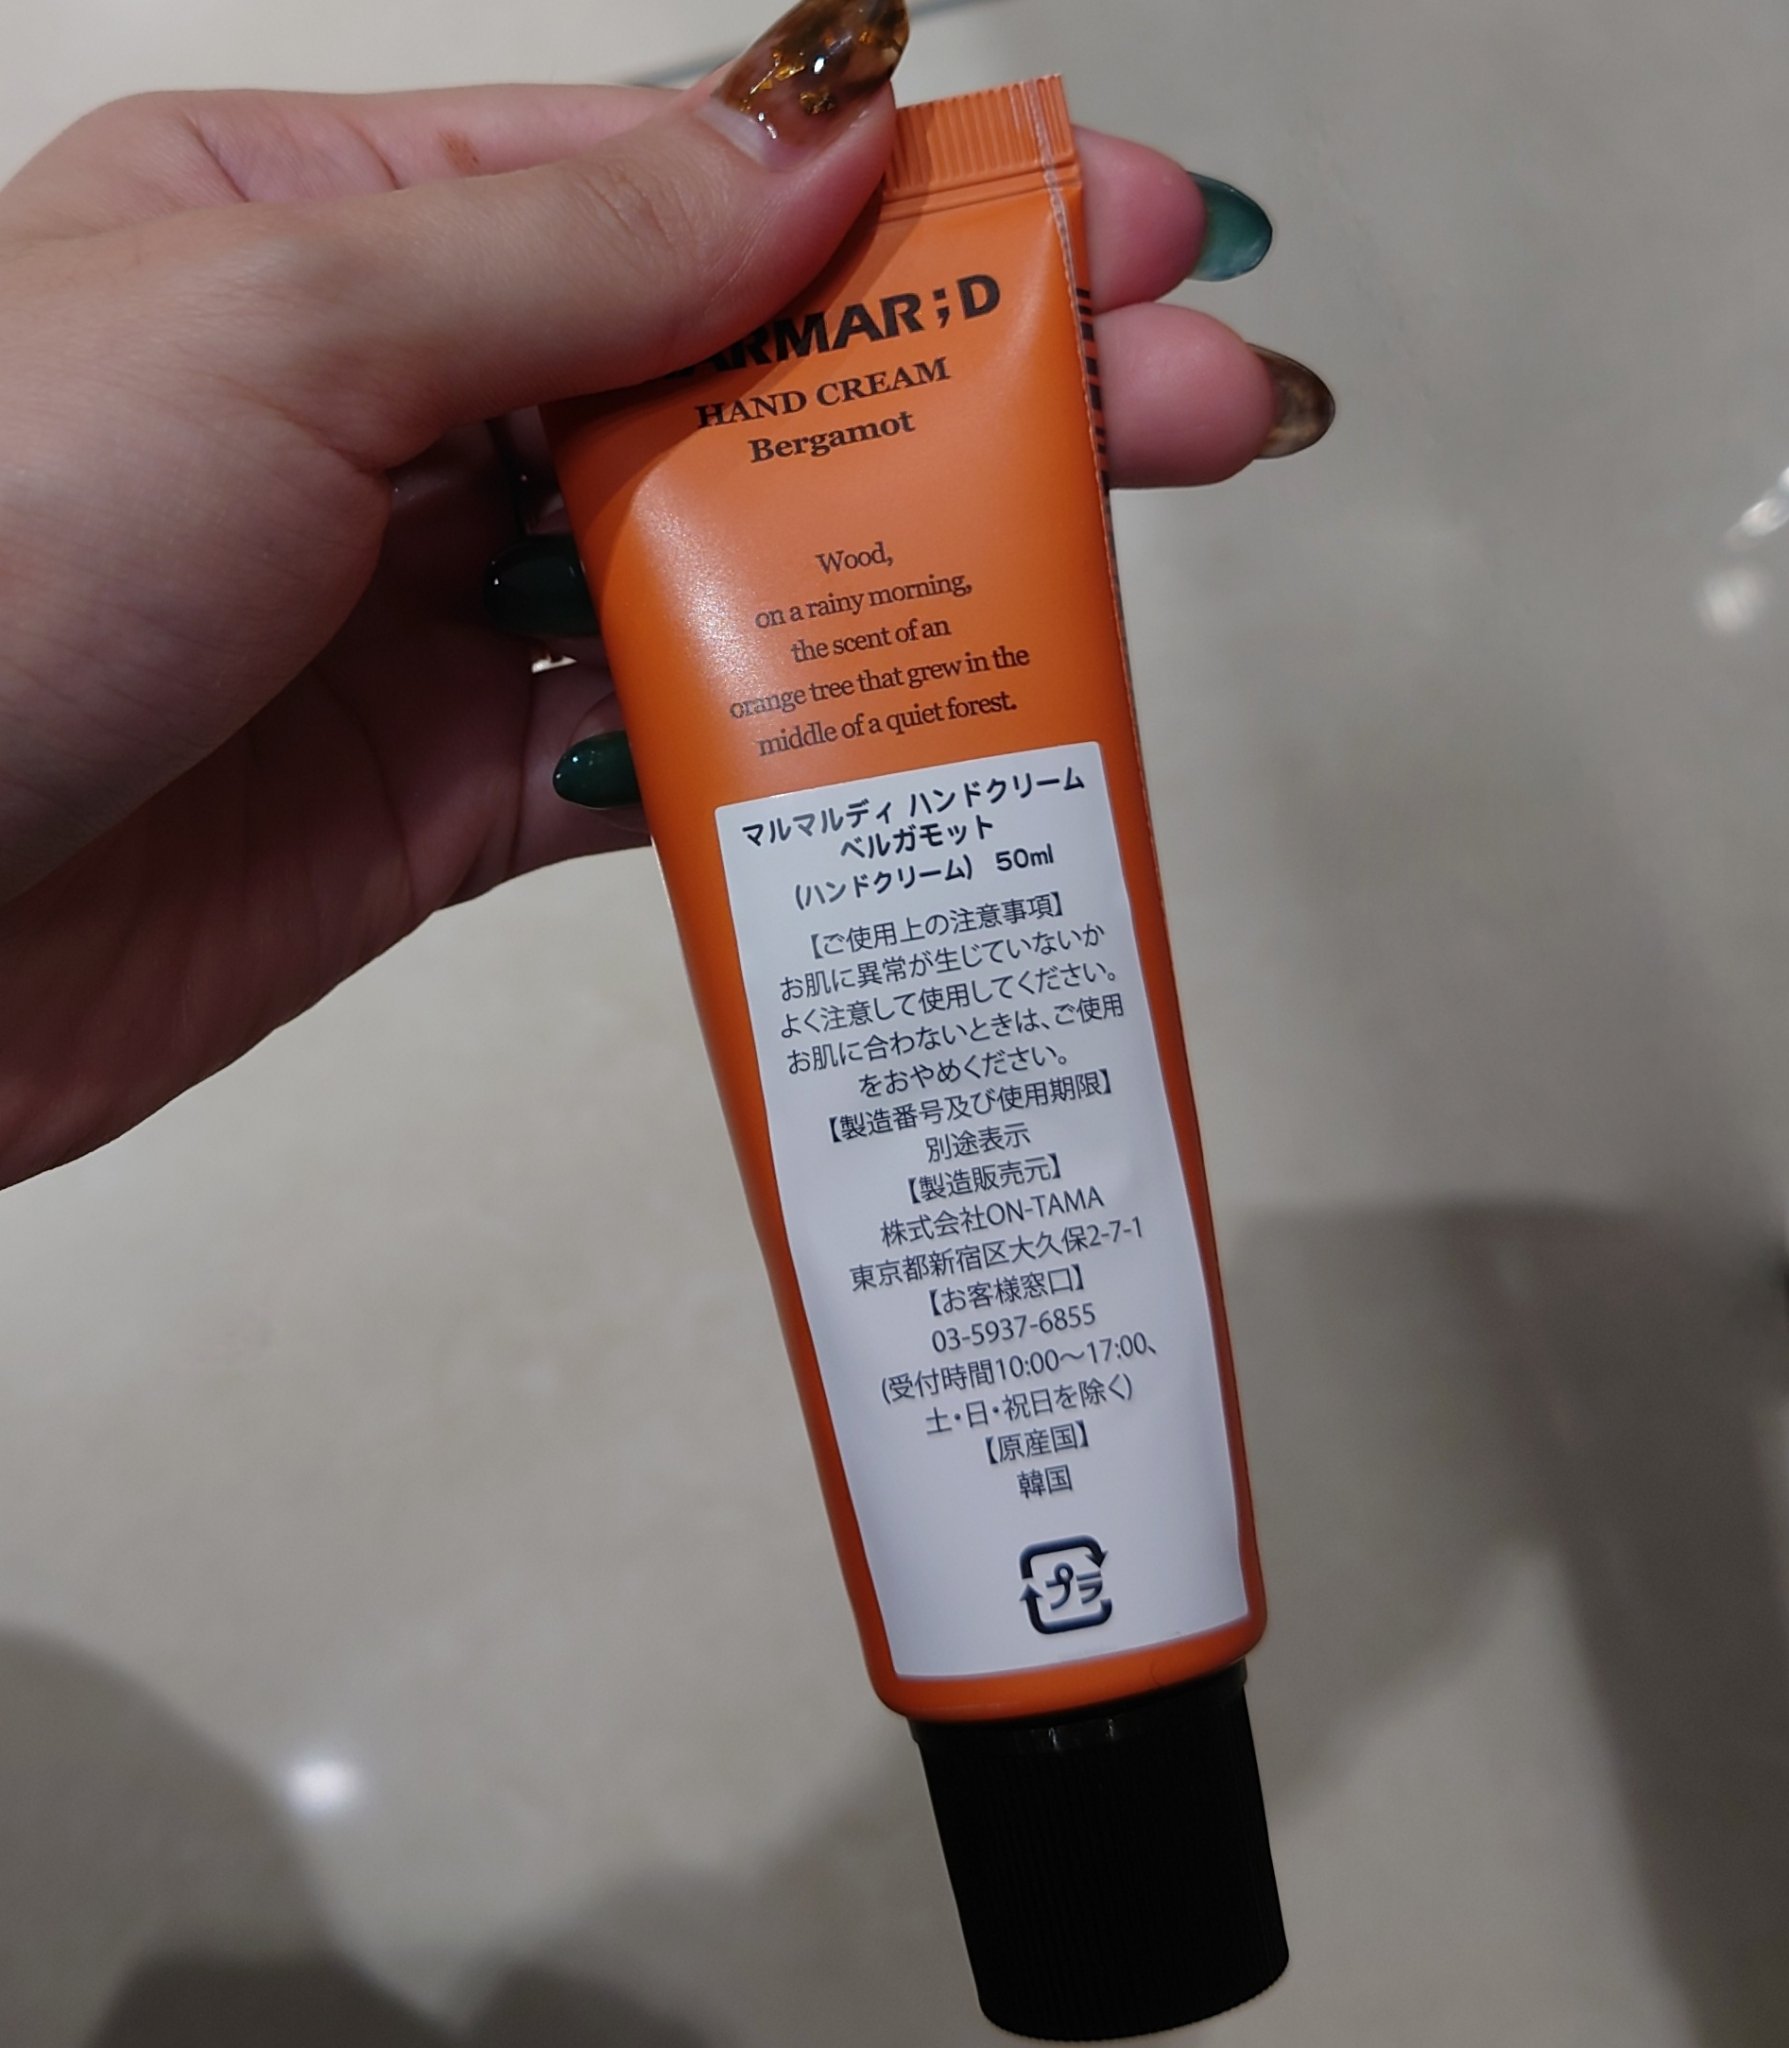 HAND CREAM
Bergamot
Wood,
on a rainy morning,
the scent of an
orange tree that grew in the
middle of a quiet forest.
マルマルディ ハンドクリーム
ベルガモット
(ハンドクリーム) 50ml
【ご使用上の注意事項】
お肌に異常が生じていないか
よく注意して使用してください。
お肌に合わないときは、ご使用
をおやめください。
【製造番号及び使用期限】
別途表示
【製造販売元】
株式会社ON-TAMA
東京都新宿区大久保2-7-1
【お客様窓口】
03-5937-6855
(受付時間10:00～17:00、
土・日・祝日を除く)
【原産国】
韓国
プラ